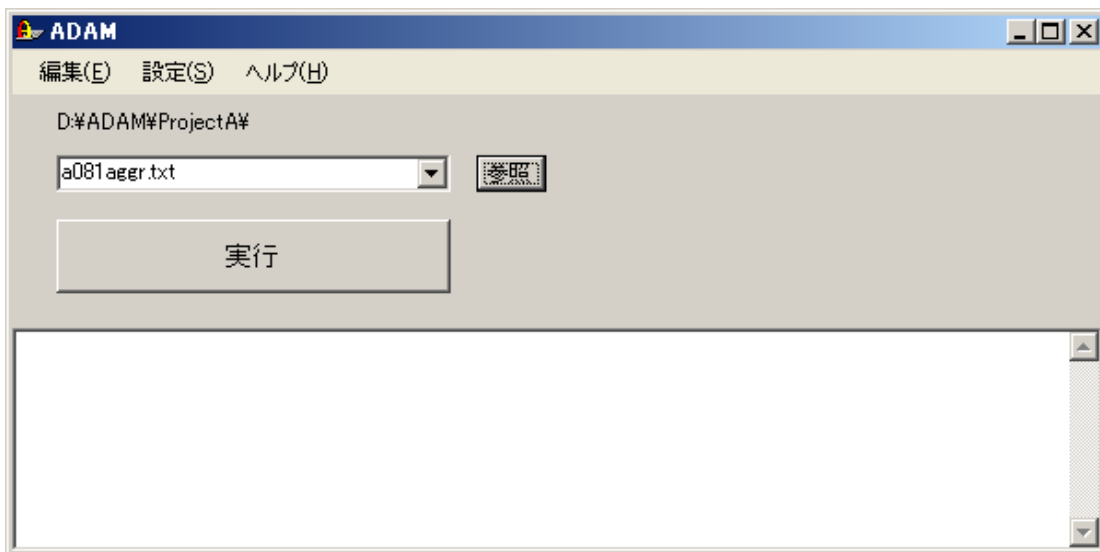 ADAM
編集(E) 設定(S) ヘルプ(H)
D:¥ADAM¥ProjectA¥
a081aggr.txt 参照
実行